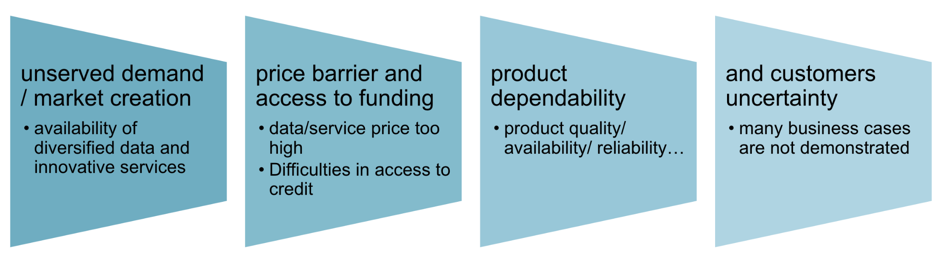 unserved demand
/ market creation
• availability of
diversified data and
innovative services
price barrier and
access to funding
• data/service price too
high
• Difficulties in access to
credit
product
dependability
• product quality/
availability/ reliability…
and customers
uncertainty
• many business cases
are not demonstrated